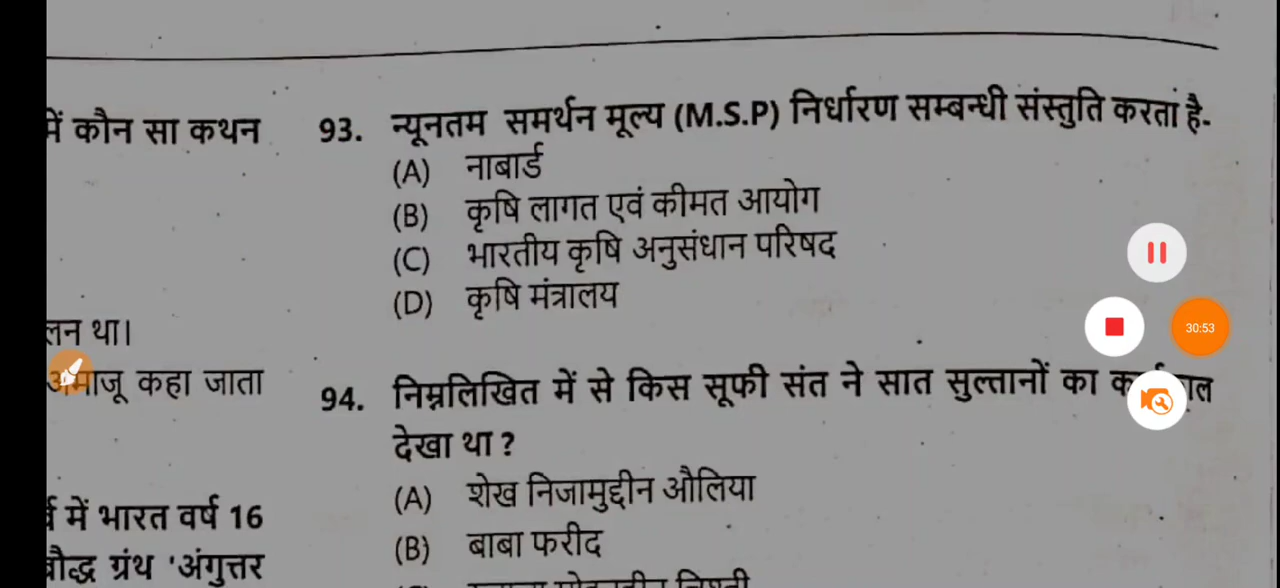 में कौन सा कथन
लन था।
अमाजू कहा जाता
में भारत वर्ष 16
बौद्ध ग्रंथ 'अंगुत्तर
93. न्यूनतम समर्थन मूल्य (M.S.P) निर्धारण सम्बन्धी संस्तुति करता है-
(A) नाबार्ड
(B) कृषि लागत एवं कीमत आयोग
(C) भारतीय कृषि अनुसंधान परिषद
(D) कृषि मंत्रालय
30:53
94. निम्नलिखित में से किस सूफी संत ने सात सुल्तानों का
देखा था ?
(A) शेख निजामुद्दीन औलिया
(B) बाबा फरीद